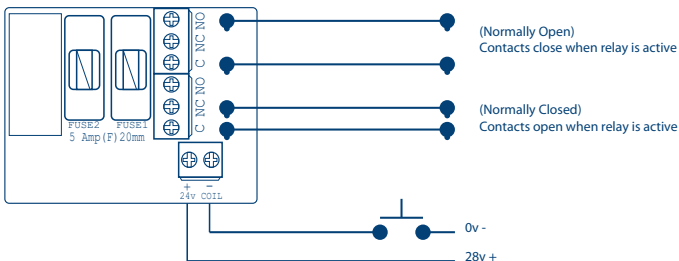 C NC NO
C NC NO
FUSE2 FUSE1
5 Amp(F)20mm
+ −
24v COIL
(Normally Open)
Contacts close when relay is active
(Normally Closed)
Contacts open when relay is active
0v -
28v +